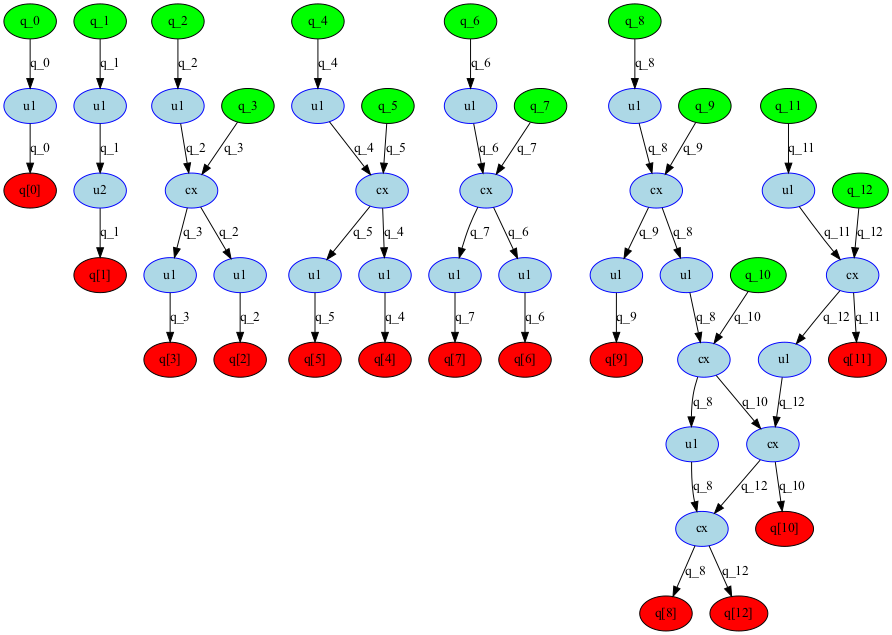 q_0 q_1 q_2 q_4 q_6 q_8
q_0 q_1 q_2 q_4 q_6 q_8
u1 u1 u1 q_3 u1 q_5 u1 q_7 u1 q_9 q_11
q_0 q_1 q_2 q_3 q_4 q_5 q_6 q_7 q_8 q_9 q_11
q[0] u2 cx cx cx cx u1 q_12
q_1 q_3 q_2 q_5 q_4 q_7 q_6 q_9 q_8 q_11 q_12
q[1] u1 u1 u1 u1 u1 u1 u1 u1 q_10 cx
q_3 q_2 q_5 q_4 q_7 q_6 q_9 q_8 q_10 q_12 q_11
q[3] q[2] q[5] q[4] q[7] q[6] q[9] cx u1 q[11]
q_8 q_10 q_12
u1 cx
q_8 q_12 q_10
cx q[10]
q_8 q_12
q[8] q[12]